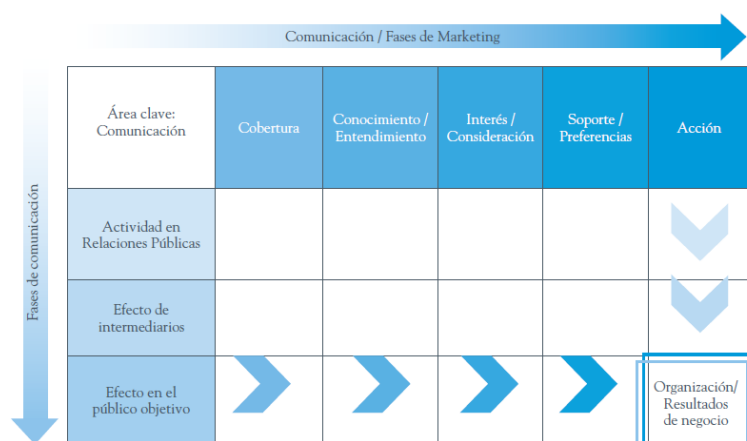 Comunicación / Fases de Marketing
Fases de comunicación
Área clave:
Comunicación
Cobertura
Conocimiento /
Entendimiento
Interés /
Consideración
Soporte /
Preferencias
Acción
Actividad en
Relaciones Públicas
Efecto de
intermediarios
Efecto en el
público objetivo
Organización/
Resultados
de negocio